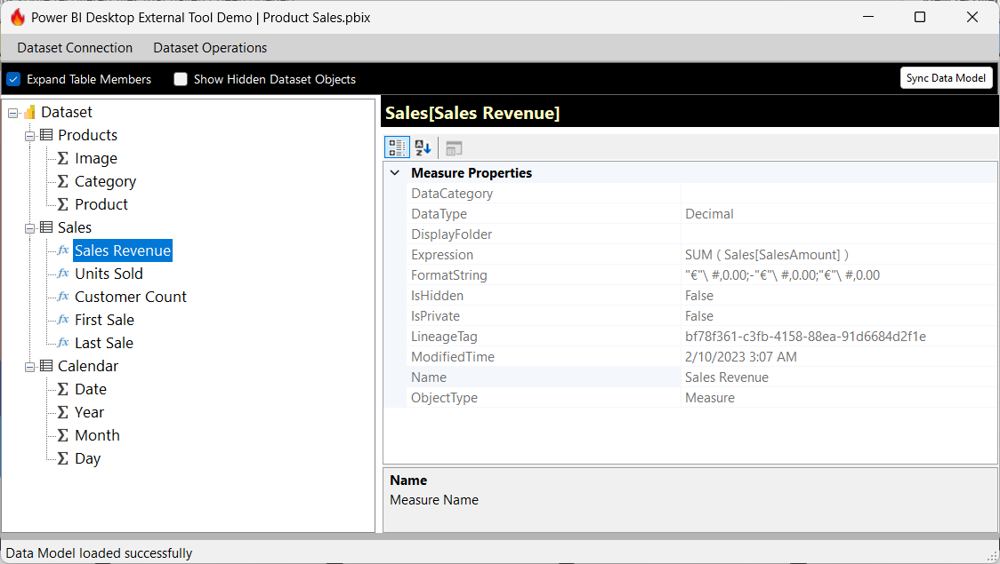 Power BI Desktop External Tool Demo | Product Sales.pbix
Dataset Connection Dataset Operations
Expand Table Members Show Hidden Dataset Objects Sync Data Model
Dataset
Products
Image
Category
Product
Sales
Sales Revenue
Units Sold
Customer Count
First Sale
Last Sale
Calendar
Date
Year
Month
Day
Sales[Sales Revenue]
Measure Properties
DataCategory
DataType Decimal
DisplayFolder
Expression SUM ( Sales[SalesAmount] )
FormatString "€"\ #,0.00;-"€"\ #,0.00;"€"\ #,0.00
IsHidden False
IsPrivate False
LineageTag bf78f361-c3fb-4158-88ea-91d6684d2f1e
ModifiedTime 2/10/2023 3:07 AM
Name Sales Revenue
ObjectType Measure
Name
Measure Name
Data Model loaded successfully